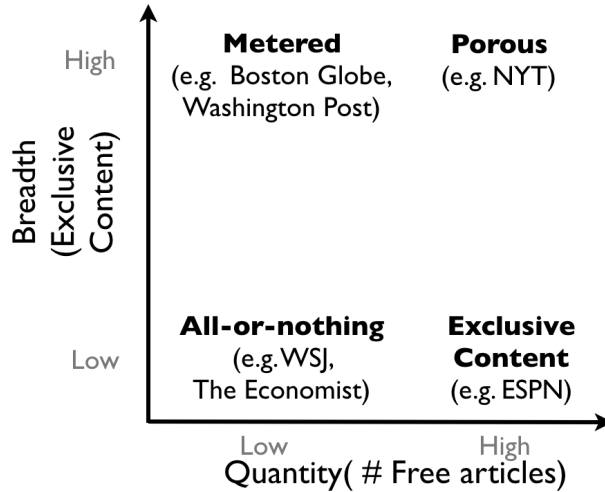 High
Metered
(e.g. Boston Globe,
Washington Post)
Porous
(e.g. NYT)
Breadth
(Exclusive
Content)
Low
All-or-nothing
(e.g. WSJ,
The Economist)
Exclusive
Content
(e.g. ESPN)
Low
High
Quantity( # Free articles)